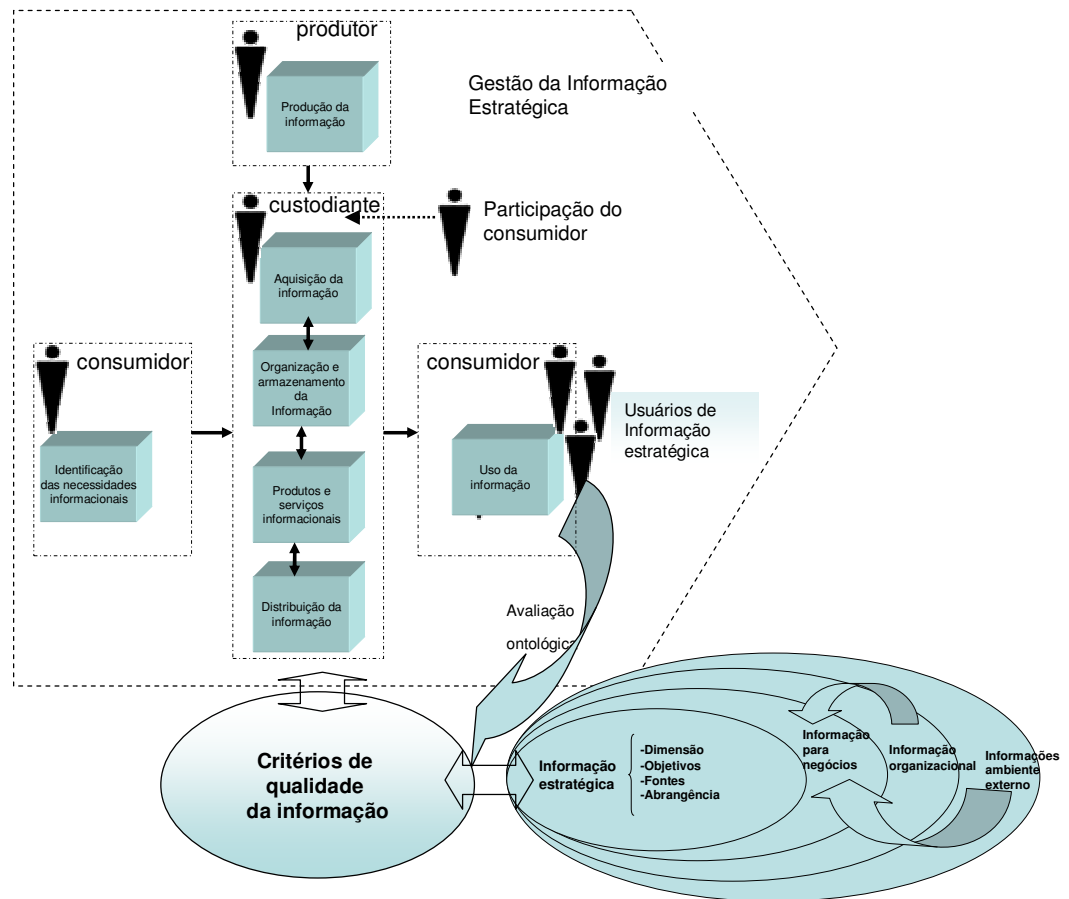 produtor
Produção da
informação
Gestão da Informação
Estratégica
custodiante
Participação do
consumidor
Aquisição da
informação
consumidor
Identificação
das necessidades
informacionais
Organização e
armazenamento
da
Informação
Produtos e
serviços
informacionais
Distribuição da
informação
consumidor
Uso da
informação
Usuários de
Informação
estratégica
Avaliação
ontológica
Critérios de
qualidade
da informação
Informação
estratégica
-Dimensão
-Objetivos
-Fontes
-Abrangência
Informação
para
negócios
Informação
organizacional
Informações
ambiente
externo